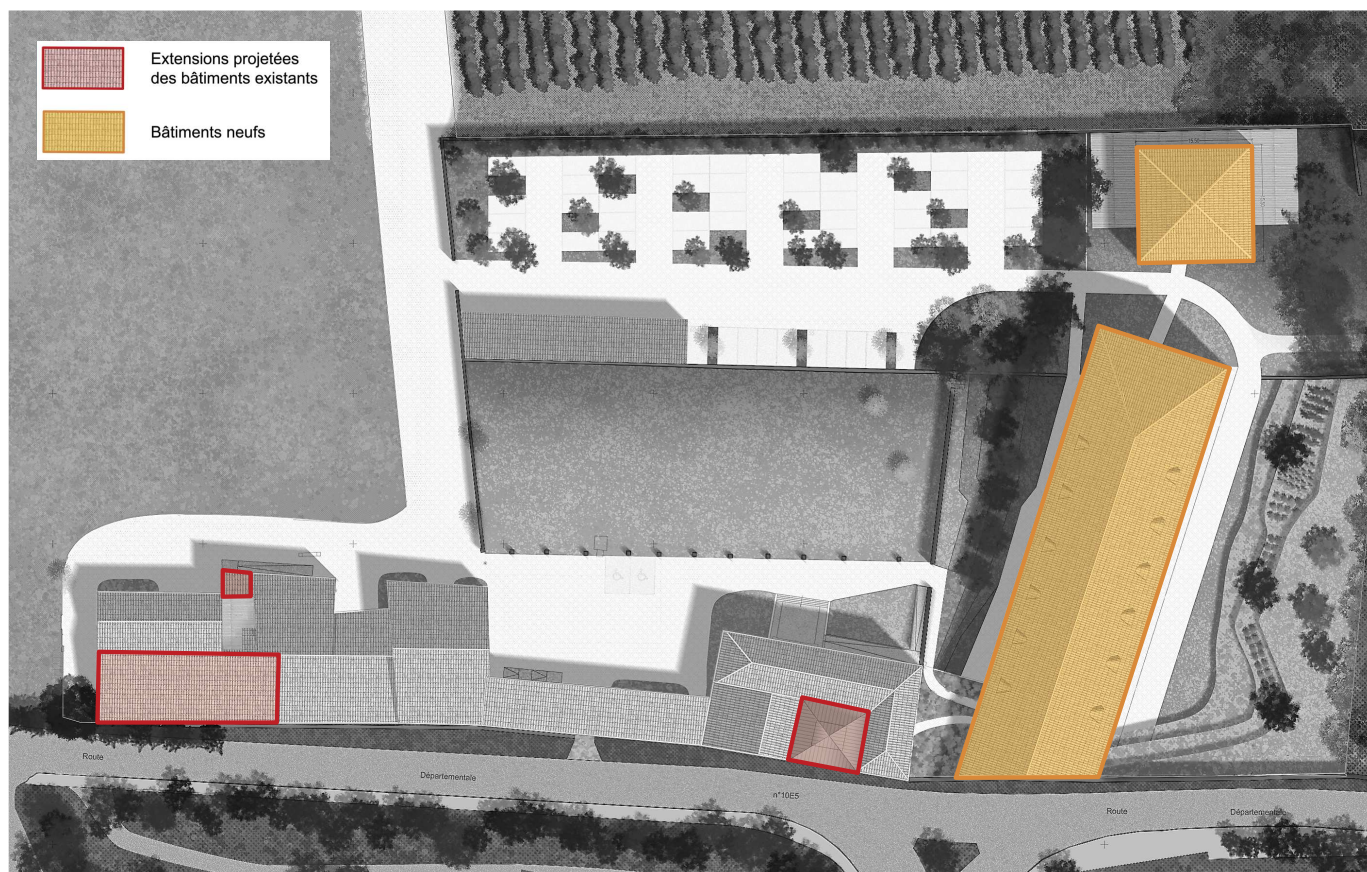 Extensions projetées
des bâtiments existants
Bâtiments neufs
Route
Départementale
n°10E5
Route
Départementale